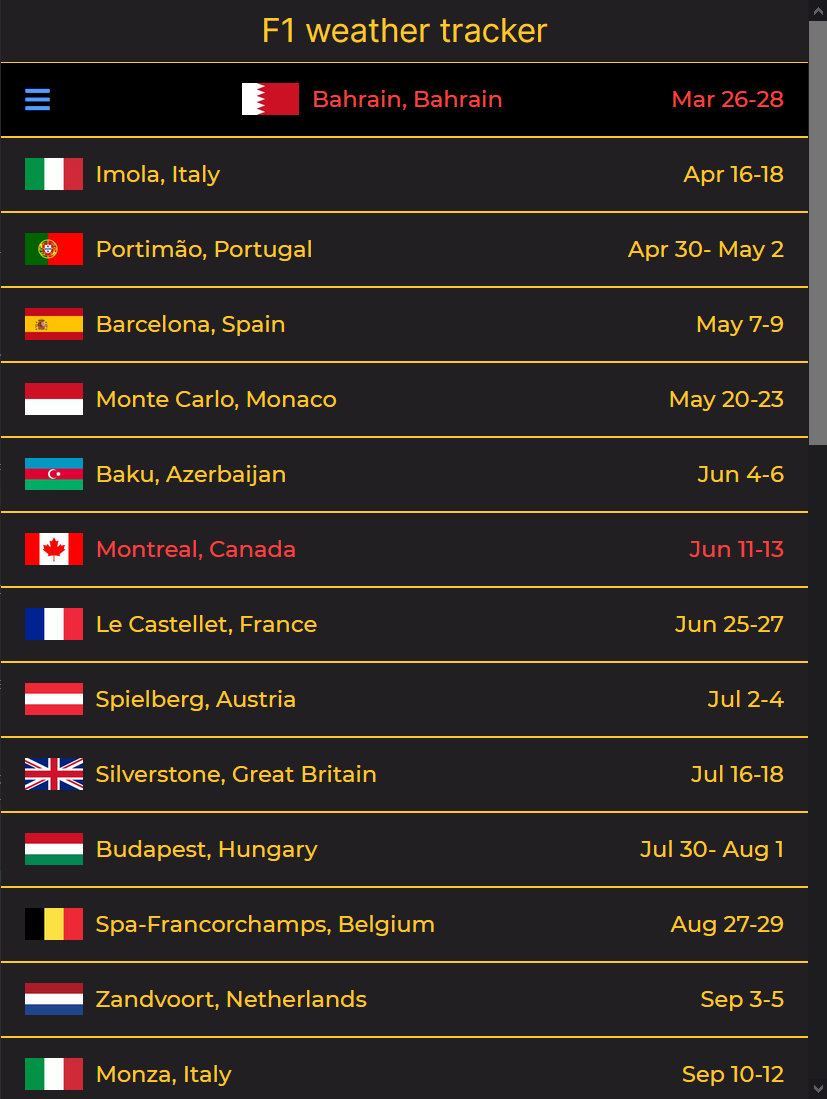 F1 weather tracker
Bahrain, Bahrain Mar 26-28
Imola, Italy Apr 16-18
Portimão, Portugal Apr 30- May 2
Barcelona, Spain May 7-9
Monte Carlo, Monaco May 20-23
Baku, Azerbaijan Jun 4-6
Montreal, Canada Jun 11-13
Le Castellet, France Jun 25-27
Spielberg, Austria Jul 2-4
Silverstone, Great Britain Jul 16-18
Budapest, Hungary Jul 30- Aug 1
Spa-Francorchamps, Belgium Aug 27-29
Zandvoort, Netherlands Sep 3-5
Monza, Italy Sep 10-12